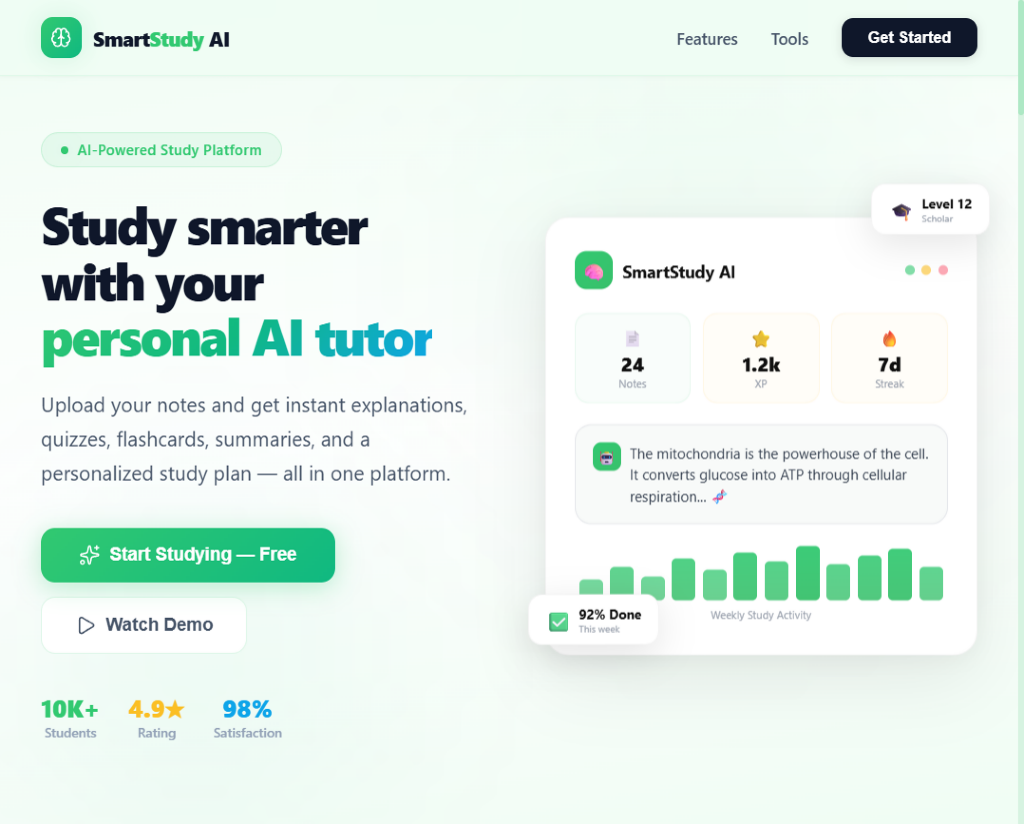 SmartStudy AI
Features
Tools
Get Started
AI-Powered Study Platform
Study smarter
with your
personal AI tutor
Upload your notes and get instant explanations,
quizzes, flashcards, summaries, and a
personalized study plan — all in one platform.
Start Studying — Free
Watch Demo
10K+
Students
4.9★
Rating
98%
Satisfaction
Level 12
Scholar
SmartStudy AI
24
Notes
1.2k
XP
7d
Streak
The mitochondria is the powerhouse of the cell.
It converts glucose into ATP through cellular
respiration... 🧬
92% Done
This week
Weekly Study Activity